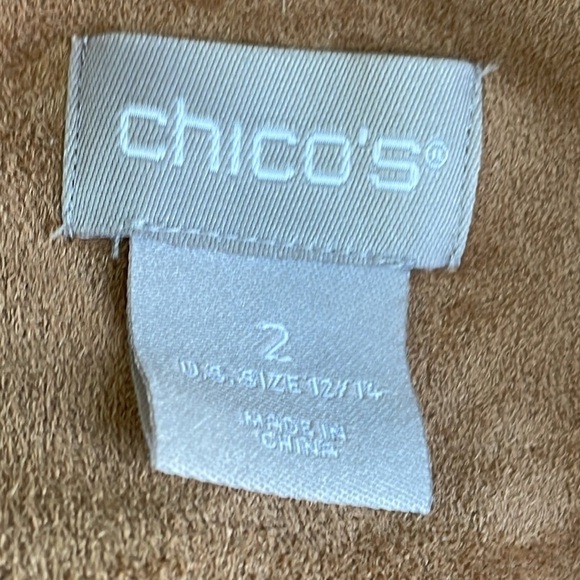 chico's®
2
U.S. SIZE 12/14
MADE IN
CHINA